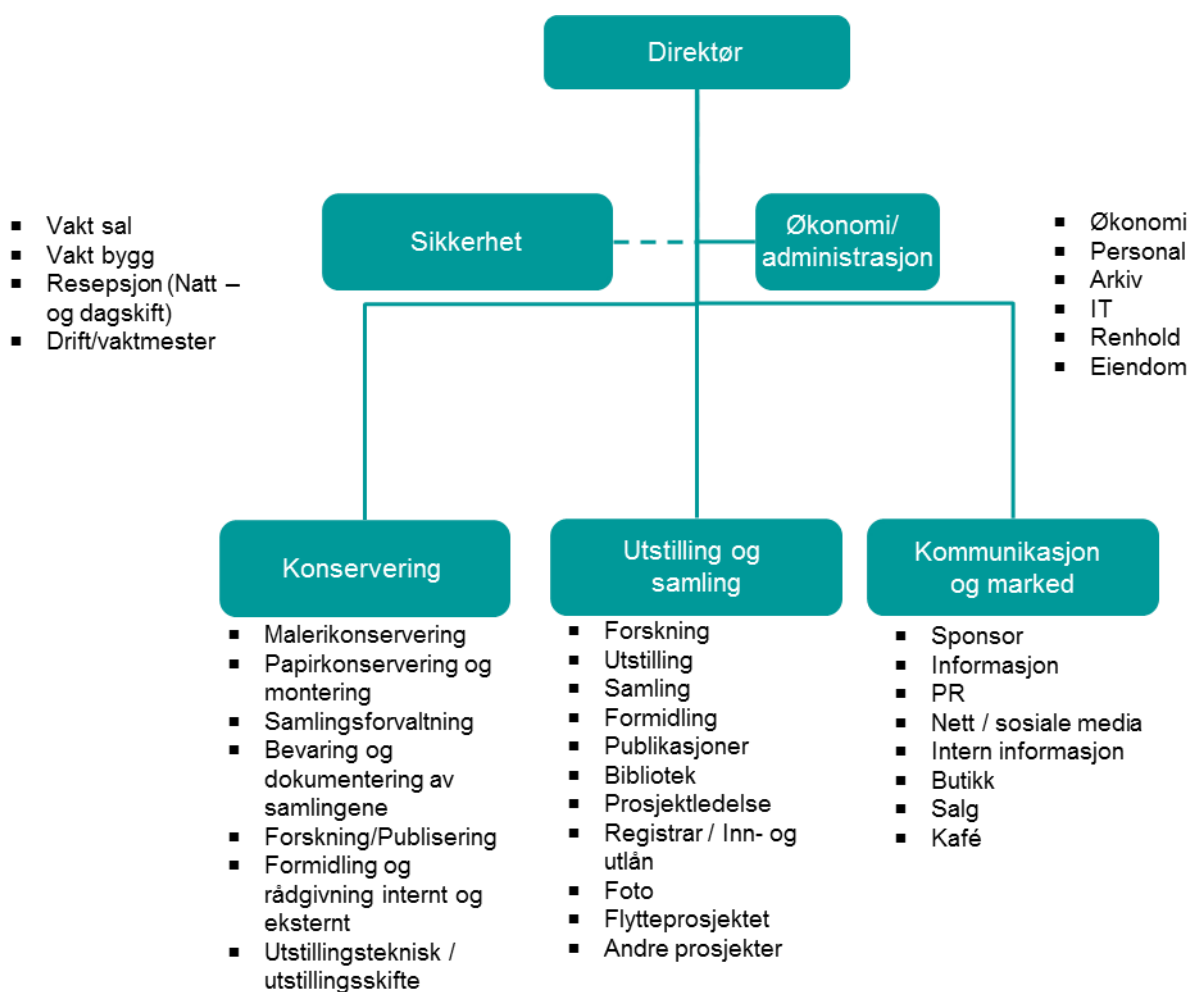 Direktør
▪ Vakt sal
▪ Vakt bygg
▪ Resepsjon (Natt –
og dagskift)
▪ Drift/vaktmester
Sikkerhet
Økonomi/
administrasjon
▪ Økonomi
▪ Personal
▪ Arkiv
▪ IT
▪ Renhold
▪ Eiendom
Konservering
▪ Malerikonservering
▪ Papirkonservering og
montering
▪ Samlingsforvaltning
▪ Bevaring og
dokumentering av
samlingene
▪ Forskning/Publisering
▪ Formidling og
rådgivning internt og
eksternt
▪ Utstillingsteknisk /
utstillingsskifte
Utstilling og
samling
▪ Forskning
▪ Utstilling
▪ Samling
▪ Formidling
▪ Publikasjoner
▪ Bibliotek
▪ Prosjektledelse
▪ Registrar / Inn- og
utlån
▪ Foto
▪ Flytteprosjektet
▪ Andre prosjekter
Kommunikasjon
og marked
▪ Sponsor
▪ Informasjon
▪ PR
▪ Nett / sosiale media
▪ Intern informasjon
▪ Butikk
▪ Salg
▪ Kafé